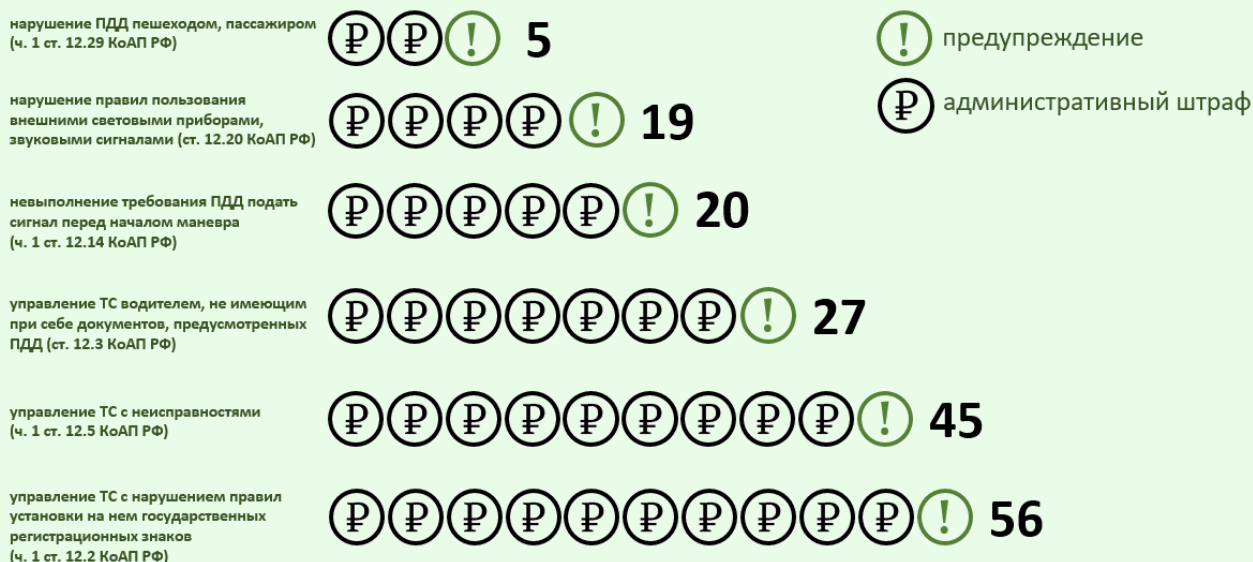 нарушение ПДД пешеходом, пассажиром
(ч. 1 ст. 12.29 КоАП РФ)
₽ ₽ ! 5
! предупреждение
₽ административный штраф
нарушение правил пользования
внешними световыми приборами,
звуковыми сигналами (ст. 12.20 КоАП РФ)
₽ ₽ ₽ ₽ ! 19
невыполнение требования ПДД подать
сигнал перед началом маневра
(ч. 1 ст. 12.14 КоАП РФ)
₽ ₽ ₽ ₽ ₽ ! 20
управление ТС водителем, не имеющим
при себе документов, предусмотренных
ПДД (ст. 12.3 КоАП РФ)
₽ ₽ ₽ ₽ ₽ ₽ ₽ ! 27
управление ТС с неисправностями
(ч. 1 ст. 12.5 КоАП РФ)
₽ ₽ ₽ ₽ ₽ ₽ ₽ ₽ ₽ ! 45
управление ТС с нарушением правил
установки на нем государственных
регистрационных знаков
(ч. 1 ст. 12.2 КоАП РФ)
₽ ₽ ₽ ₽ ₽ ₽ ₽ ₽ ₽ ₽ ! 56